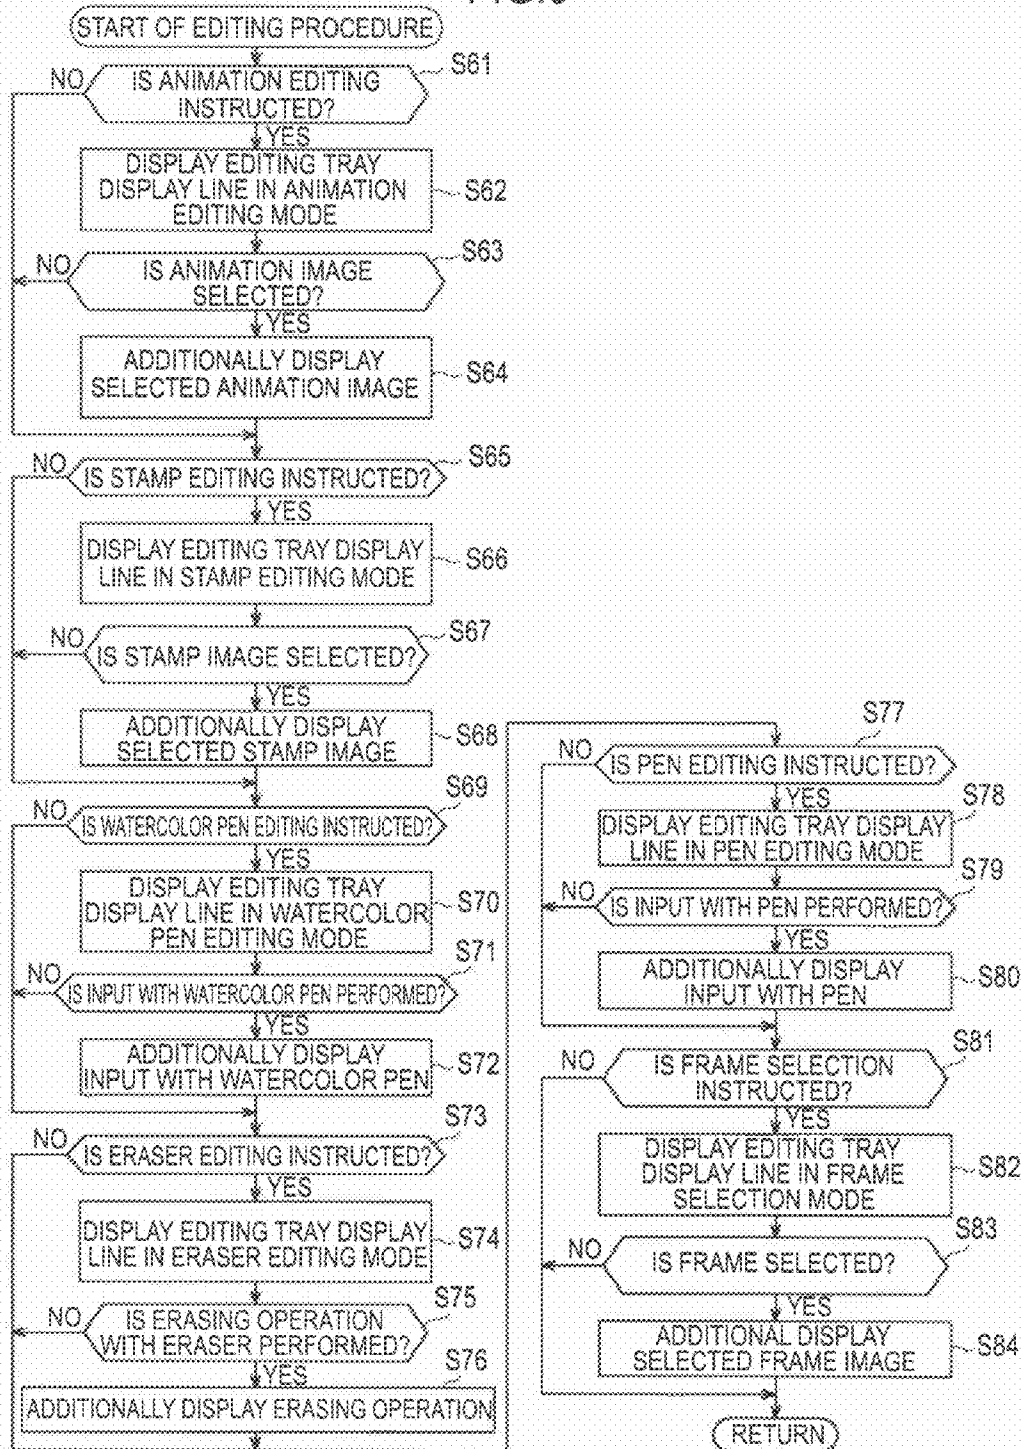 START OF EDITING PROCEDURE
S61
NO
IS ANIMATION EDITING
INSTRUCTED?
YES
DISPLAY EDITING TRAY
DISPLAY LINE IN ANIMATION
EDITING MODE
S62
S63
NO
IS ANIMATION IMAGE
SELECTED?
YES
ADDITIONALLY DISPLAY
SELECTED ANIMATION IMAGE
S64
S65
NO
IS STAMP EDITING INSTRUCTED?
YES
DISPLAY EDITING TRAY DISPLAY
LINE IN STAMP EDITING MODE
S66
S67
NO
IS STAMP IMAGE SELECTED?
YES
ADDITIONALLY DISPLAY
SELECTED STAMP IMAGE
S68
S69
NO
IS WATERCOLOR PEN EDITING INSTRUCTED?
YES
DISPLAY EDITING TRAY
DISPLAY LINE IN WATERCOLOR
PEN EDITING MODE
S70
S71
NO
IS INPUT WITH WATERCOLOR PEN PERFORMED?
YES
ADDITIONALLY DISPLAY
INPUT WITH WATERCOLOR PEN
S72
S73
NO
IS ERASER EDITING INSTRUCTED?
YES
DISPLAY EDITING TRAY DISPLAY
LINE IN ERASER EDITING MODE
S74
S75
NO
IS ERASING OPERATION
WITH ERASER PERFORMED?
S76
YES
ADDITIONALLY DISPLAY ERASING OPERATION
S77
NO
IS PEN EDITING INSTRUCTED?
YES
S78
DISPLAY EDITING TRAY DISPLAY
LINE IN PEN EDITING MODE
S79
NO
IS INPUT WITH PEN PERFORMED?
YES
ADDITIONALLY DISPLAY
INPUT WITH PEN
S80
S81
NO
IS FRAME SELECTION
INSTRUCTED?
YES
DISPLAY EDITING TRAY
DISPLAY LINE IN FRAME
SELECTION MODE
S82
S83
NO
IS FRAME SELECTED?
YES
ADDITIONAL DISPLAY
SELECTED FRAME IMAGE
S84
RETURN